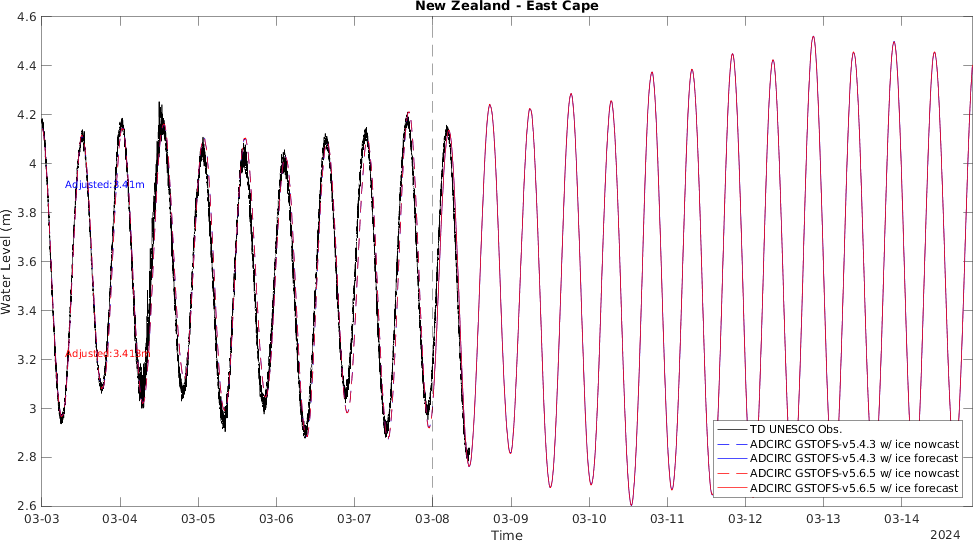 New Zealand - East Cape
4.6
4.4
4.2
4
3.8
3.6
3.4
3.2
3
2.8
2.6
Water Level (m)
Adjusted:3.41m
Adjusted:3.413m
TD UNESCO Obs.
ADCIRC GSTOFS-v5.4.3 w/ ice nowcast
ADCIRC GSTOFS-v5.4.3 w/ ice forecast
ADCIRC GSTOFS-v5.6.5 w/ ice nowcast
ADCIRC GSTOFS-v5.6.5 w/ ice forecast
03-03 03-04 03-05 03-06 03-07 03-08 03-09 03-10 03-11 03-12 03-13 03-14
Time
2024